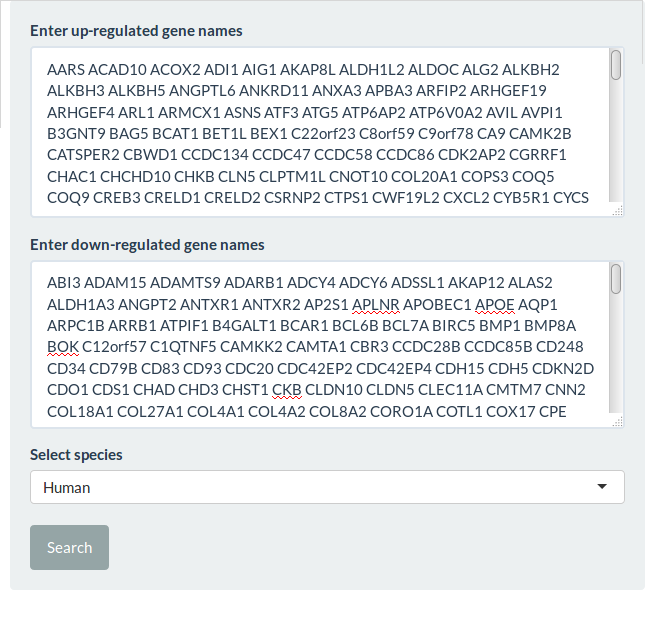 Enter up-regulated gene names
AARS ACAD10 ACOX2 ADI1 AIG1 AKAP8L ALDH1L2 ALDOC ALG2 ALKBH2
ALKBH3 ALKBH5 ANGPTL6 ANKRD11 ANXA3 APBA3 ARFIP2 ARHGEF19
ARHGEF4 ARL1 ARMCX1 ASNS ATF3 ATG5 ATP6AP2 ATP6V0A2 AVIL AVPI1
B3GNT9 BAG5 BCAT1 BET1L BEX1 C22orf23 C8orf59 C9orf78 CA9 CAMK2B
CATSPER2 CBWD1 CCDC134 CCDC47 CCDC58 CCDC86 CDK2AP2 CGRRF1
CHAC1 CHCHD10 CHKB CLN5 CLPTM1L CNOT10 COL20A1 COPS3 COQ5
COQ9 CREB3 CRELD1 CRELD2 CSRNP2 CTPS1 CWF19L2 CXCL2 CYB5R1 CYCS
Enter down-regulated gene names
ABI3 ADAM15 ADAMTS9 ADARB1 ADCY4 ADCY6 ADSSL1 AKAP12 ALAS2
ALDH1A3 ANGPT2 ANTXR1 ANTXR2 AP2S1 APLNR APOBEC1 APOE AQP1
ARPC1B ARRB1 ATPIF1 B4GALT1 BCAR1 BCL6B BCL7A BIRC5 BMP1 BMP8A
BOK C12orf57 C1QTNF5 CAMKK2 CAMTA1 CBR3 CCDC28B CCDC85B CD248
CD34 CD79B CD83 CD93 CDC20 CDC42EP2 CDC42EP4 CDH15 CDH5 CDKN2D
CDO1 CDS1 CHAD CHD3 CHST1 CKB CLDN10 CLDN5 CLEC11A CMTM7 CNN2
COL18A1 COL27A1 COL4A1 COL4A2 COL8A2 CORO1A COTL1 COX17 CPE
Select species
Human
Search